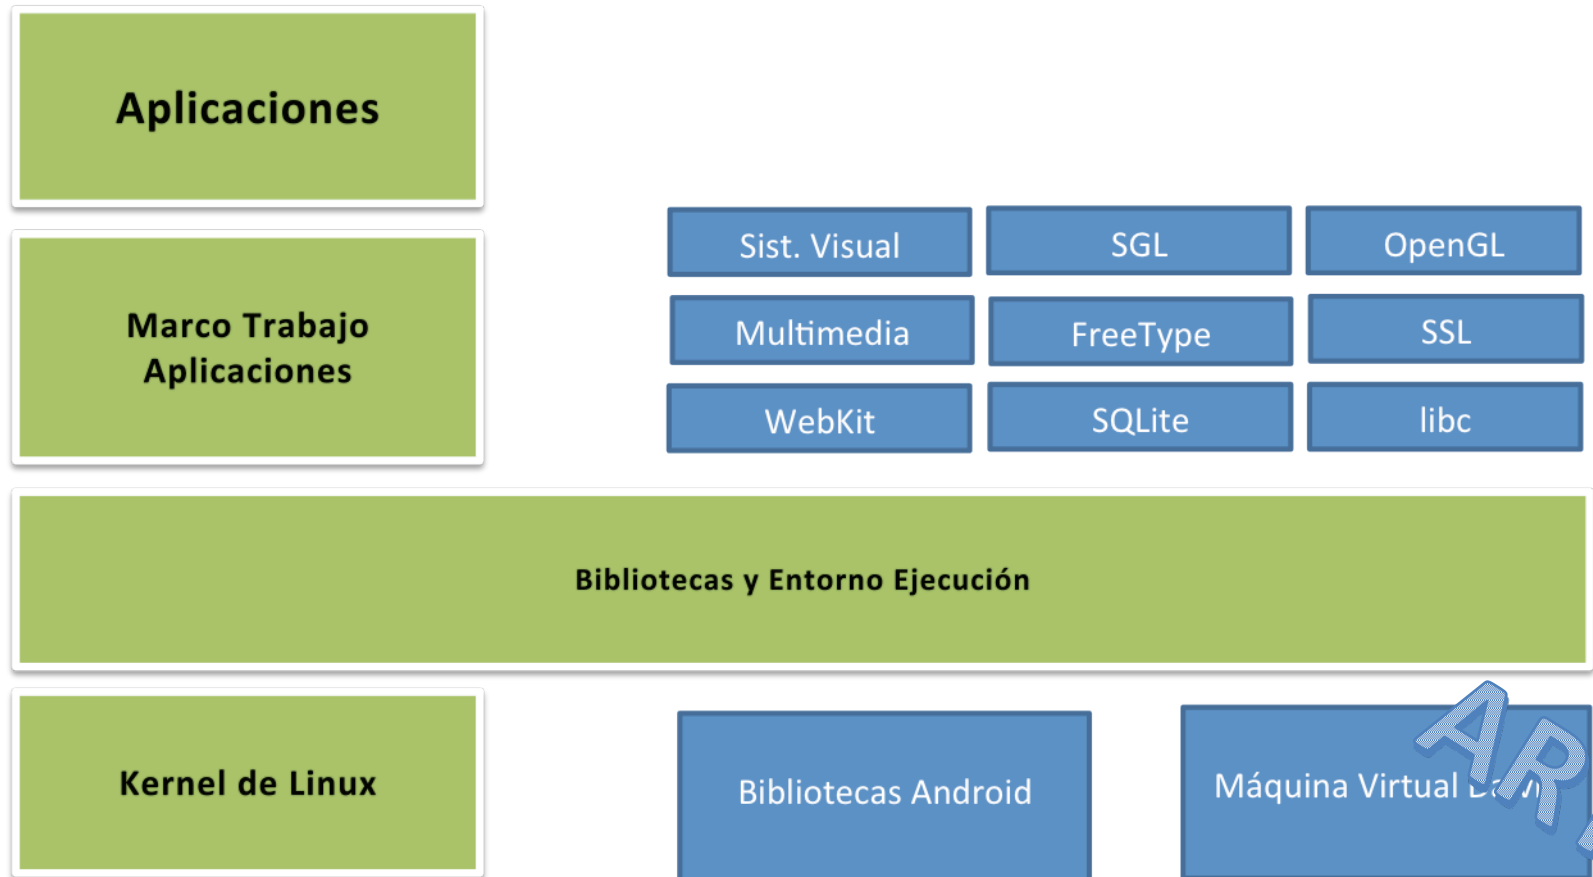 Aplicaciones
Sist. Visual
SGL
OpenGL
Marco Trabajo
Aplicaciones
Multimedia
FreeType
SSL
WebKit
SQLite
libc
Bibliotecas y Entorno Ejecución
Kernel de Linux
Bibliotecas Android
Máquina Virtual
AR